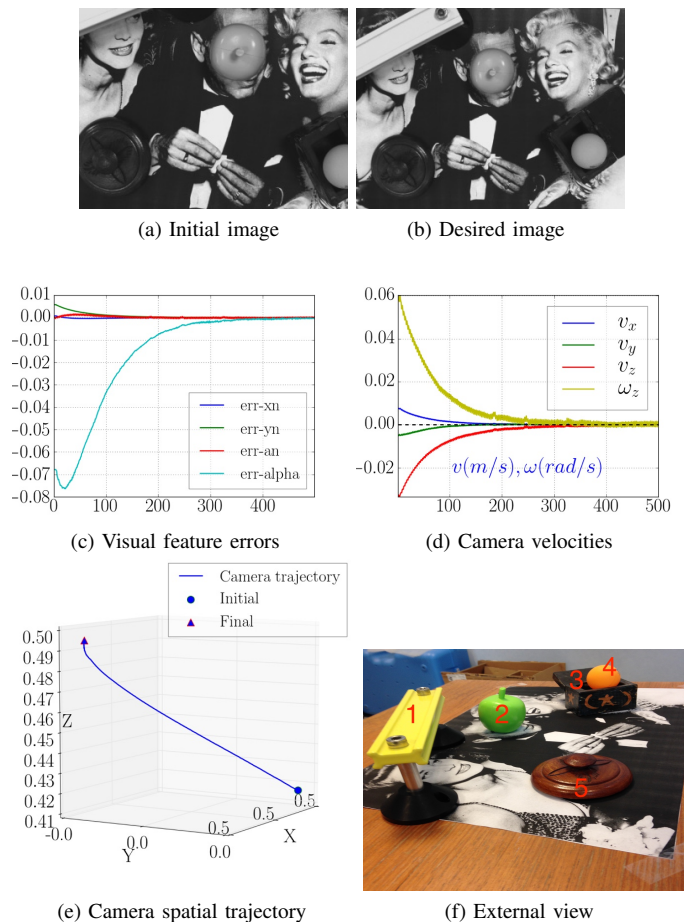 (a) Initial image
(b) Desired image
0.01
0.00
−0.01
−0.02
−0.03
−0.04
−0.05
−0.06
−0.07
−0.08
0 100 200 300 400
err-xn
err-yn
err-an
err-alpha
(c) Visual feature errors
0.06
0.04
0.02
0.00
−0.02
0 100 200 300 400 500
v_x
v_y
v_z
ω_z
v(m/s), ω(rad/s)
(d) Camera velocities
Camera trajectory
Initial
Final
0.50
0.49
0.48
0.46
0.45
0.44
0.43
0.42
0.41
Z
-0.0
0.0
0.0
Y
0.5
0.5
0.5
X
(e) Camera spatial trajectory
1
2
3
4
5
(f) External view